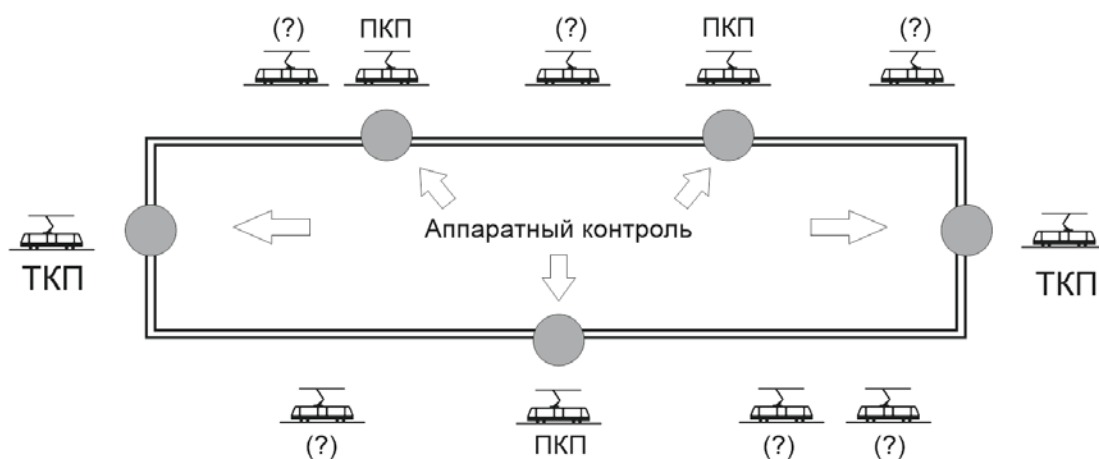 (?) ПКП (?) ПКП (?)
Аппаратный контроль
ТКП ТКП
(?) ПКП (?) (?)